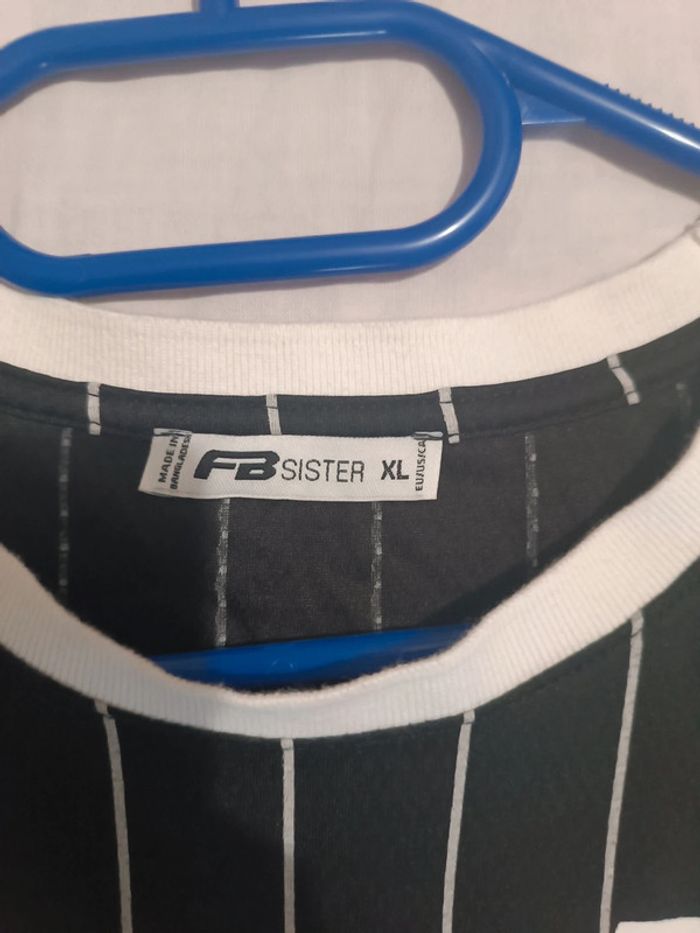 MADE IN
BANGLADESH
FB SISTER XL
EU/US/CA